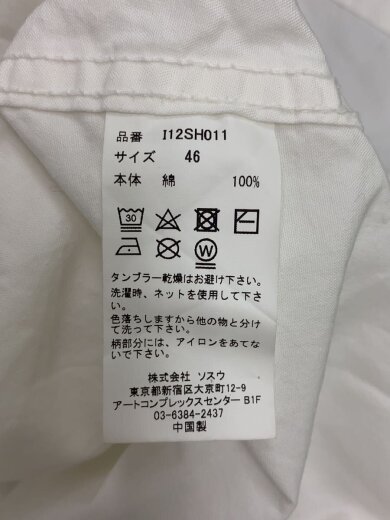 品番 I12SH011
サイズ 46
本体 綿 100%
30
W
タンブラー乾燥はお避け下さい。
洗濯時、ネットを使用して下さ
い。
色落ちしますから他の物と分け
て洗って下さい。
柄部分には、アイロンをあてな
いで下さい。
株式会社 ソスウ
東京都新宿区大京町12-9
アートコンプレックスセンター B1F
03-6384-2437
中国製